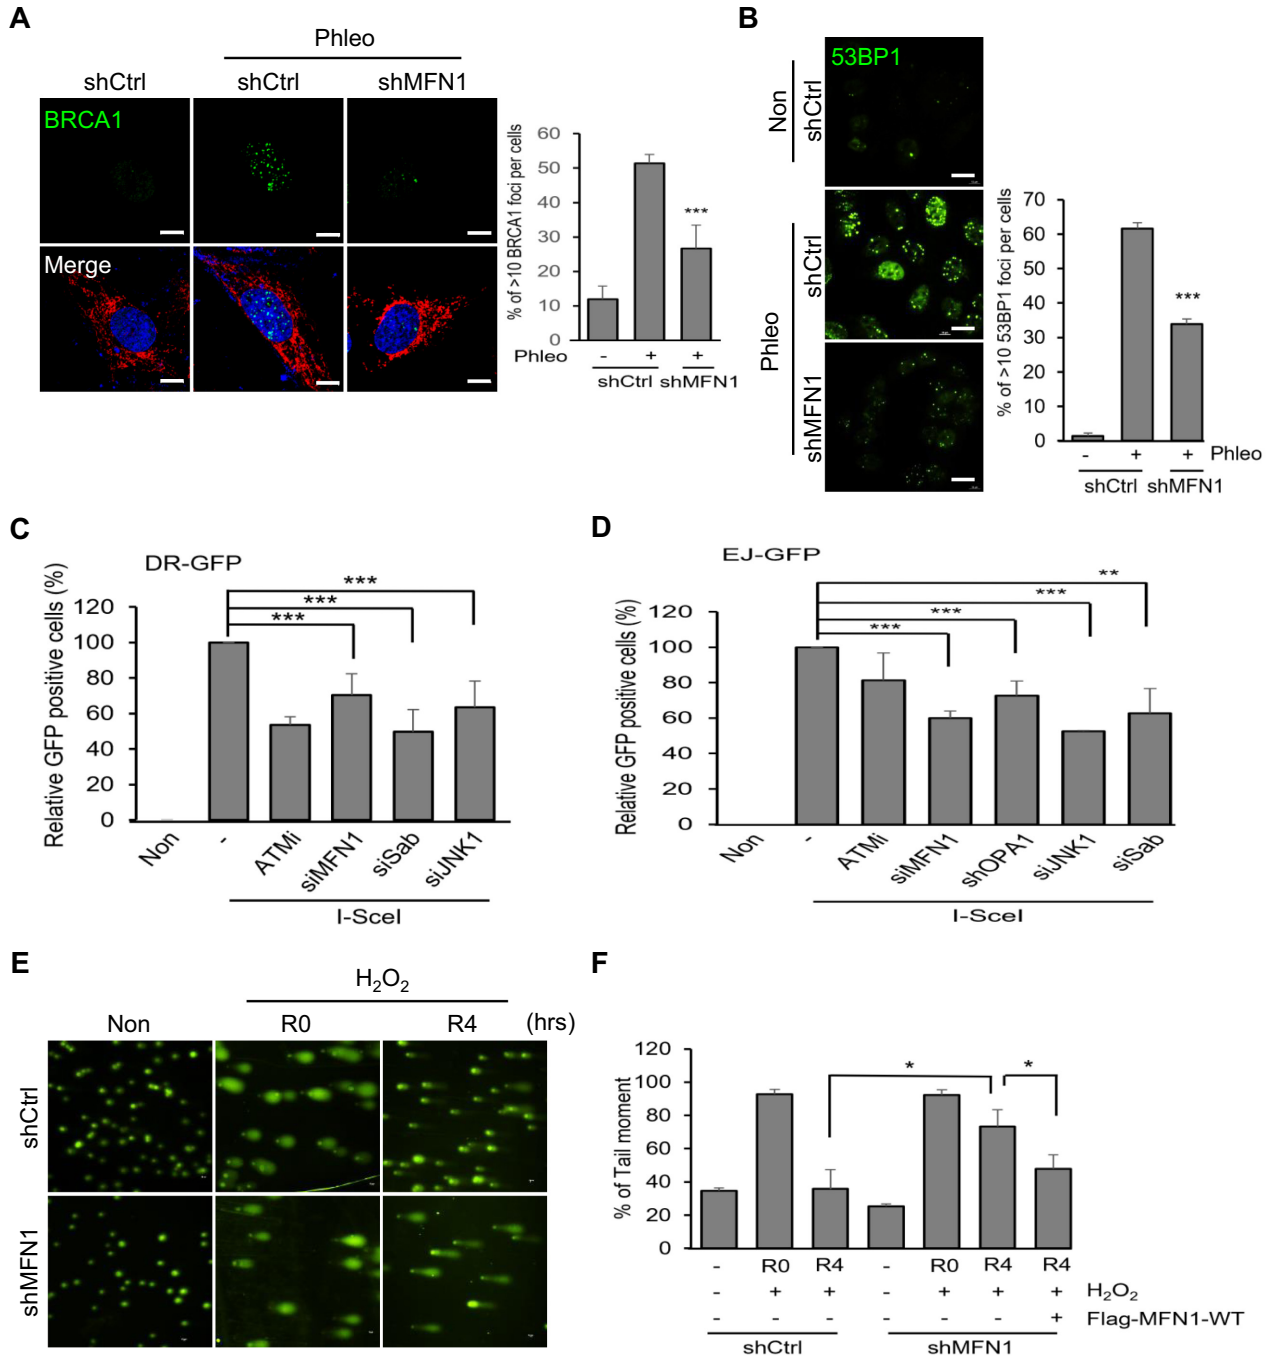 A
Phleo
shCtrl shCtrl shMFN1
BRCA1
Merge
% of >10 BRCA1 foci per cells
60
50
40
30
20
10
0
Phleo - + +
shCtrl shMFN1
B
53BP1
Non
shCtrl
Phleo
shCtrl
shMFN1
% of >10 53BP1 foci per cells
70
60
50
40
30
20
10
0
***
***
- + + Phleo
shCtrl shMFN1
C
DR-GFP
Relative GFP positive cells (%)
120
100
80
60
40
20
0
***
***
***
Non - ATMi siMFN1 siSab siJNK1
I-SceI
D
EJ-GFP
Relative GFP positive cells (%)
120
100
80
60
40
20
0
**
***
***
***
Non - ATMi siMFN1 shOPA1 siJNK1 siSab
I-SceI
E
H₂O₂
Non R0 R4 (hrs)
shCtrl
shMFN1
F
% of Tail moment
120
100
80
60
40
20
0
* *
- R0 R4 - R0 R4 R4
- + + - + + + H₂O₂
- - - - - - + Flag-MFN1-WT
shCtrl shMFN1